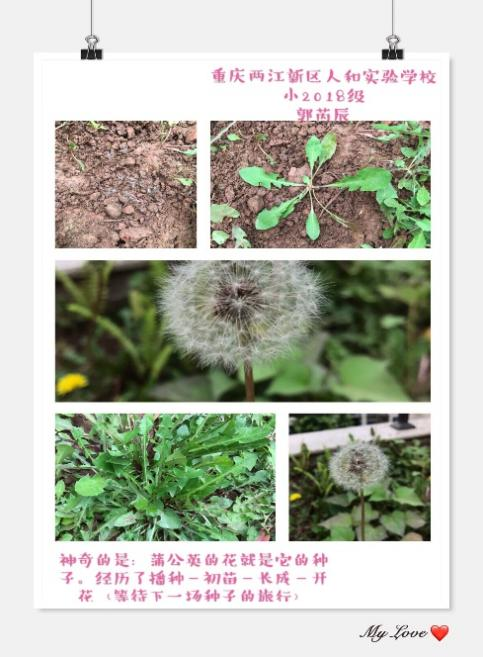 重庆两江新区人和实验学校
小2018级
郭芮辰
神奇的是：蒲公英的花就是它的种
子。经历了播种-初苗-长成-开
花（等待下一场种子的旅行）
My Love❤️